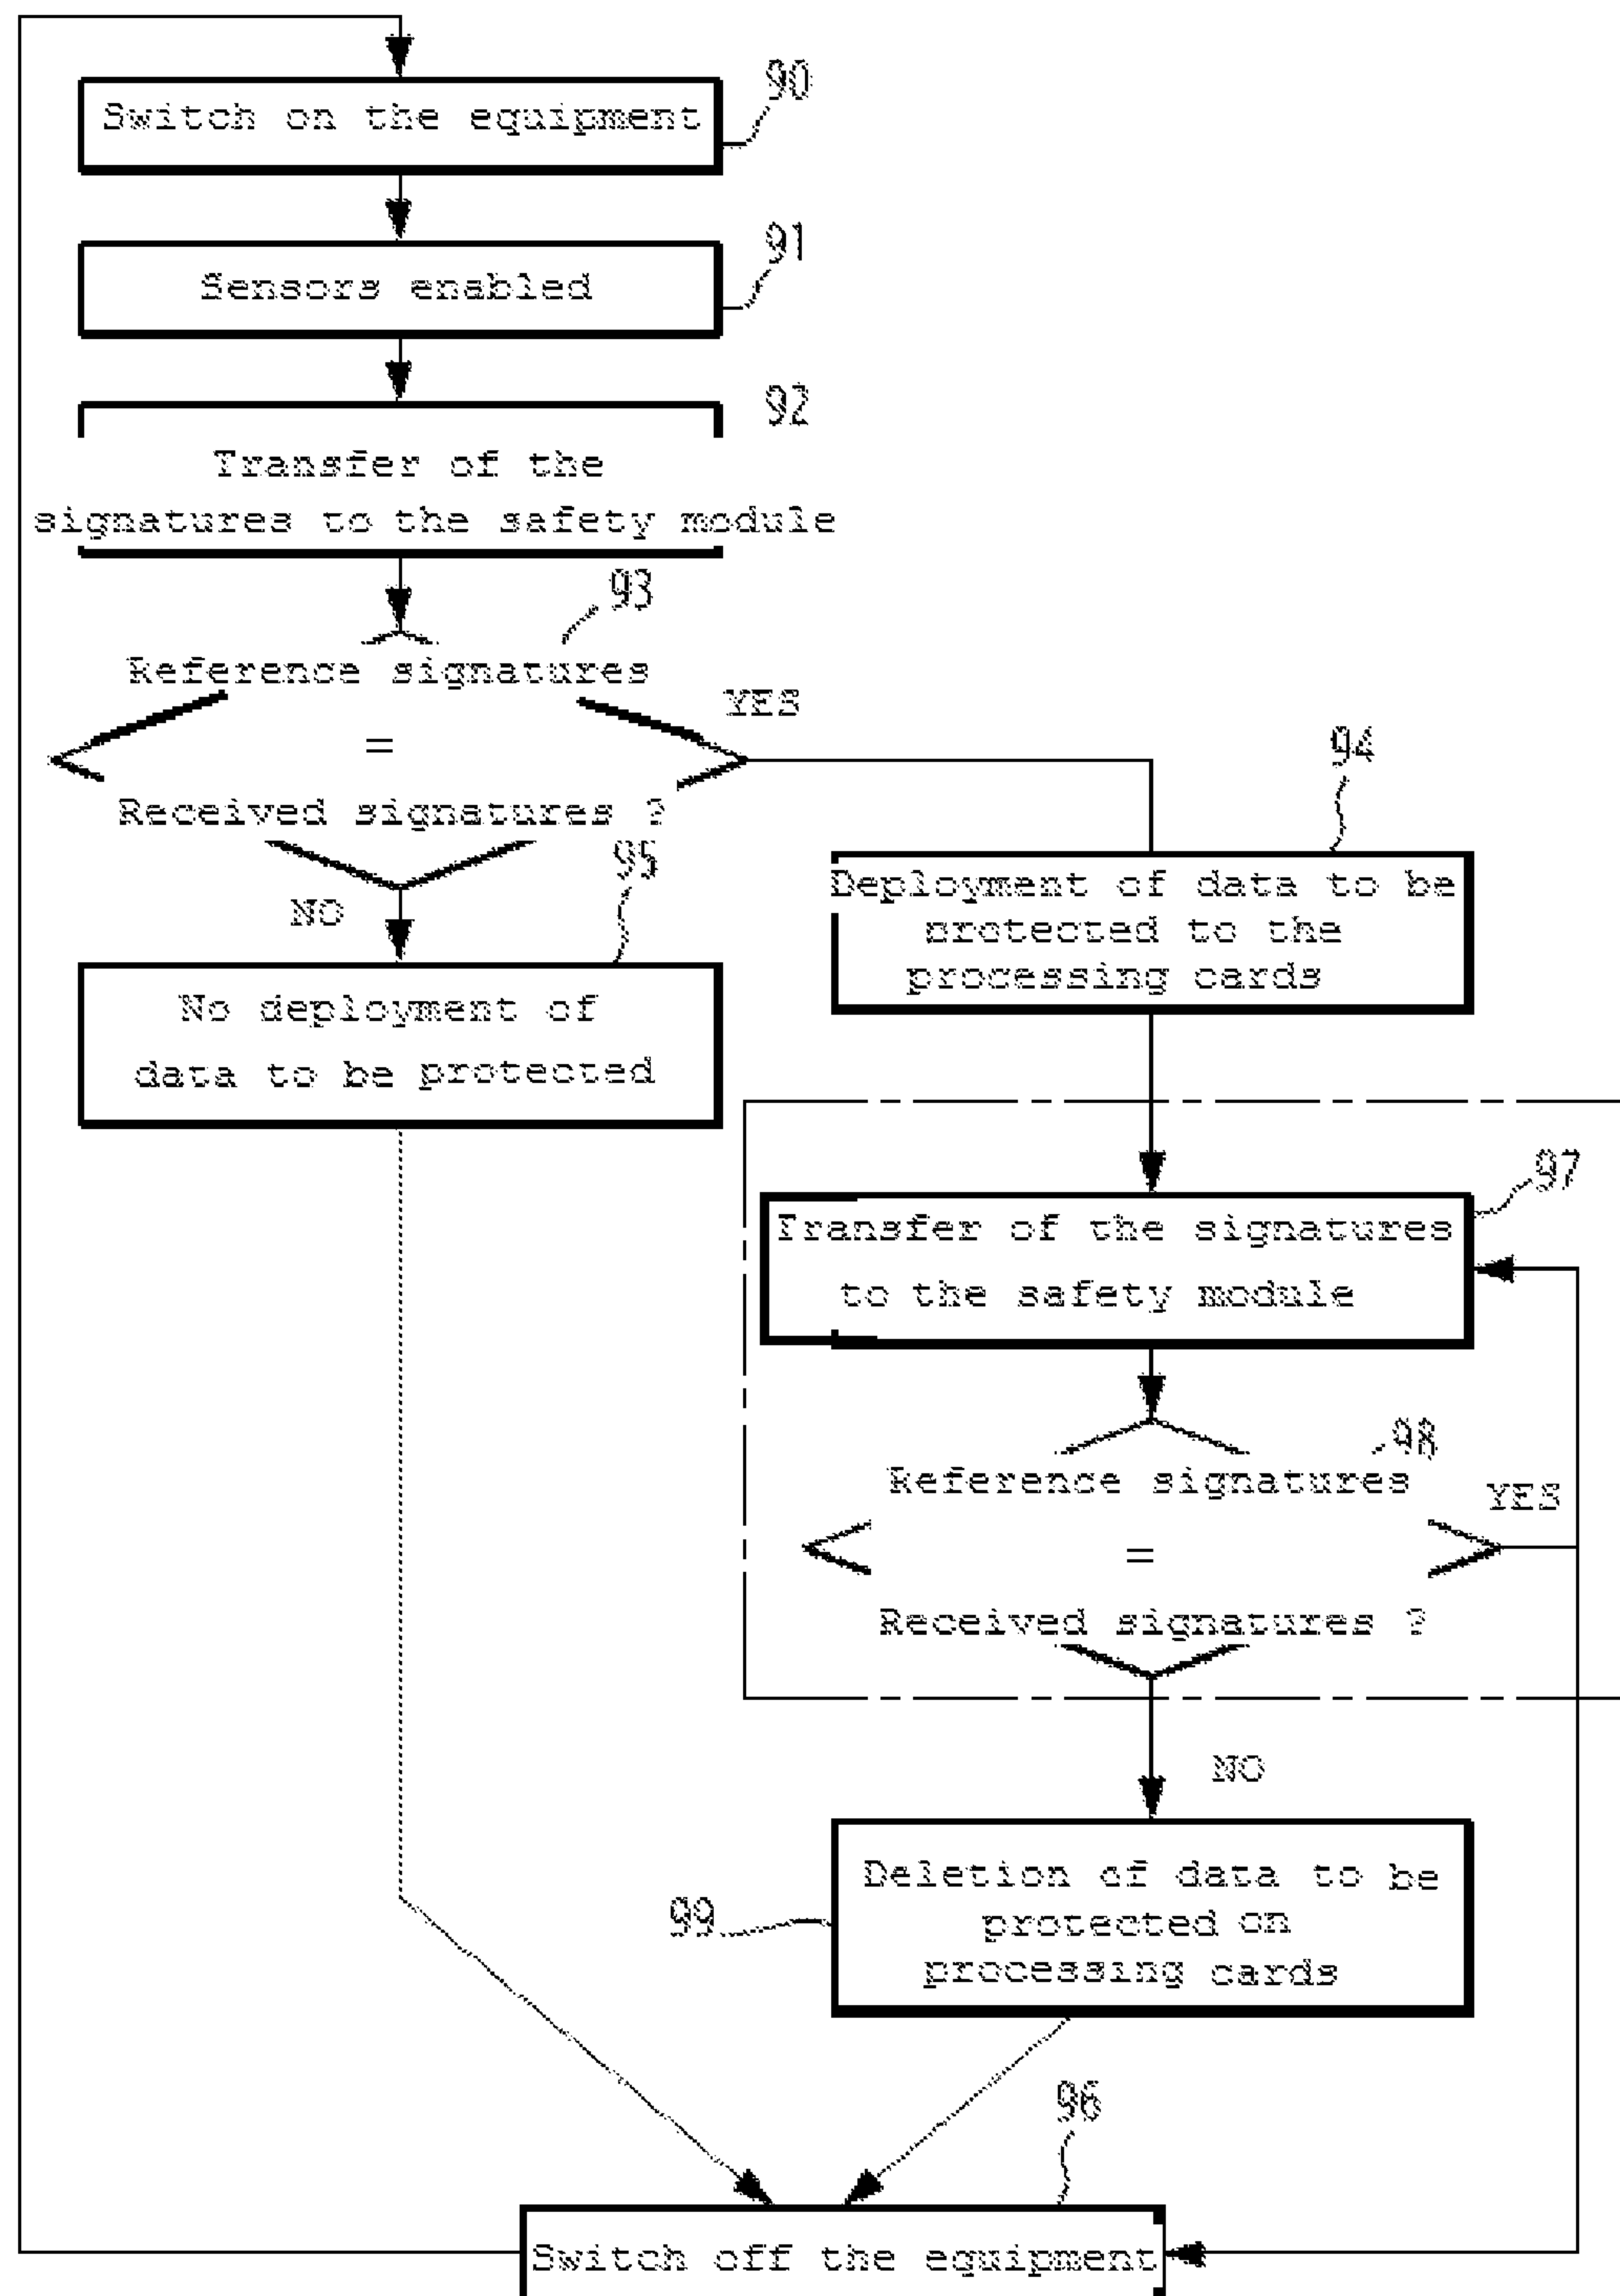 90
Switch on the equipment
91
Sensors enabled
92
Transfer of the
signatures to the safety module
93
Reference signatures
YES
=
94
Received signatures ?
95
Deployment of data to be
NO
protected to the
processing cards
No deployment of
data to be protected
97
Transfer of the signatures
to the safety module
98
Reference signatures
YES
=
Received signatures ?
NO
Deletion of data to be
99
protected on
processing cards
96
Switch off the equipment